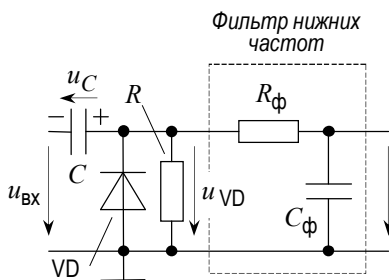 Фильтр нижних
частот
u_C
R
R_ф
− +
C
u_вх
u_VD
C_ф
VD